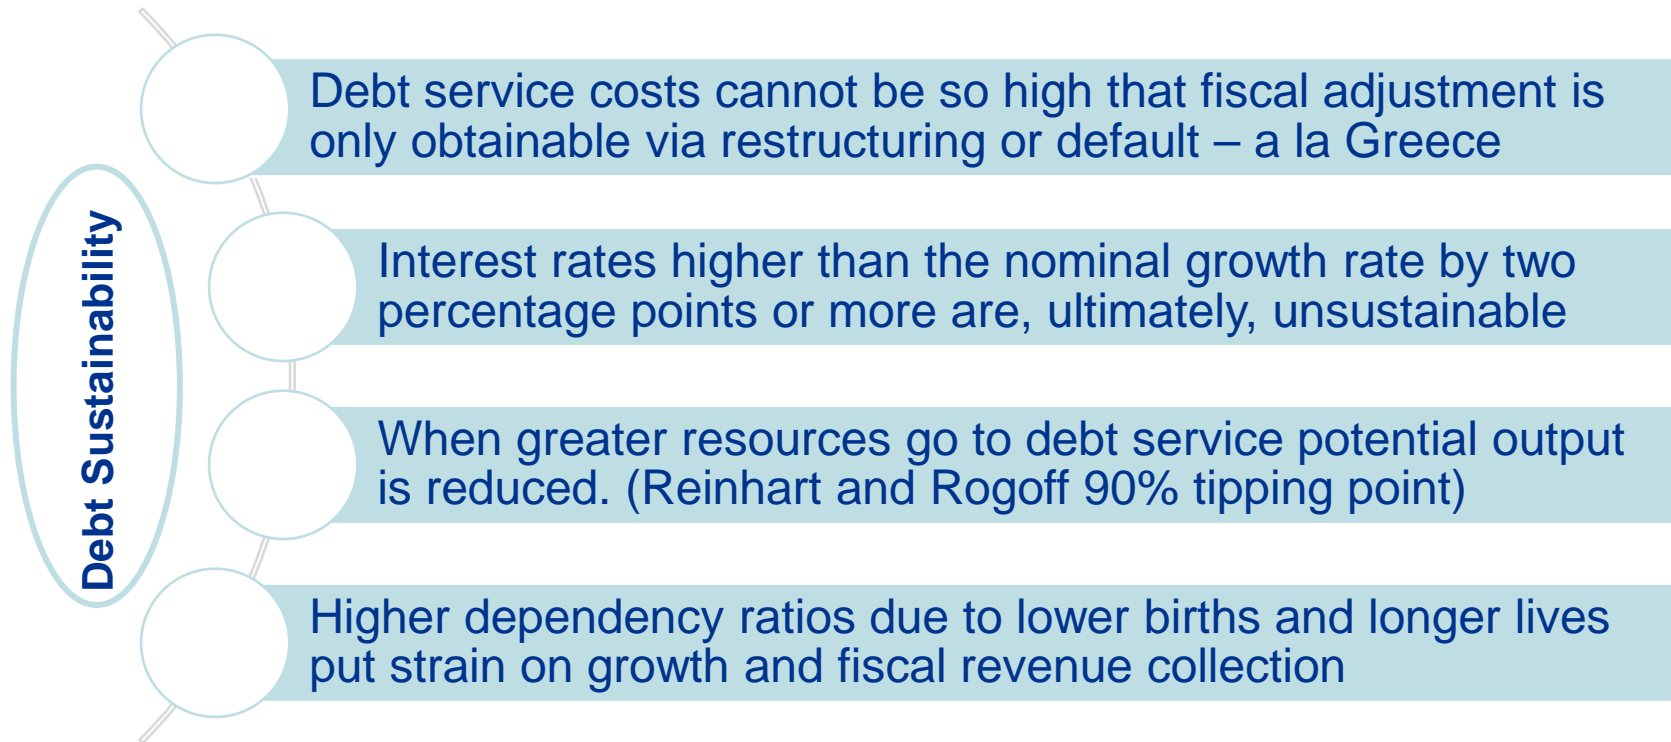 Debt Sustainability
Debt service costs cannot be so high that fiscal adjustment is
only obtainable via restructuring or default – a la Greece
Interest rates higher than the nominal growth rate by two
percentage points or more are, ultimately, unsustainable
When greater resources go to debt service potential output
is reduced. (Reinhart and Rogoff 90% tipping point)
Higher dependency ratios due to lower births and longer lives
put strain on growth and fiscal revenue collection